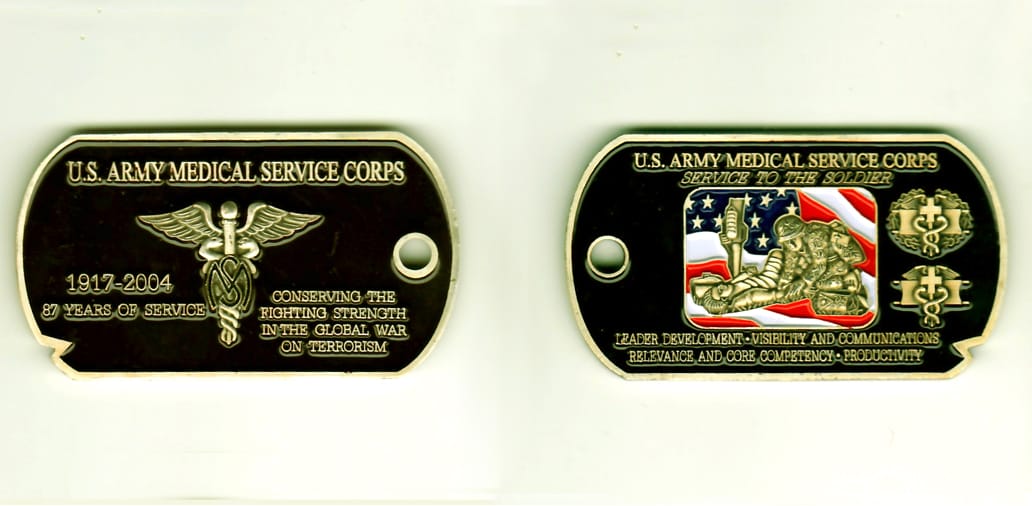 U.S. ARMY MEDICAL SERVICE CORPS
1917-2004
87 YEARS OF SERVICE
MS
CONSERVING THE
FIGHTING STRENGTH
IN THE GLOBAL WAR
ON TERRORISM
U.S. ARMY MEDICAL SERVICE CORPS
SERVICE TO THE SOLDIER
LEADER DEVELOPMENT • VISIBILITY AND COMMUNICATIONS
RELEVANCE AND CORE COMPETENCY • PRODUCTIVITY